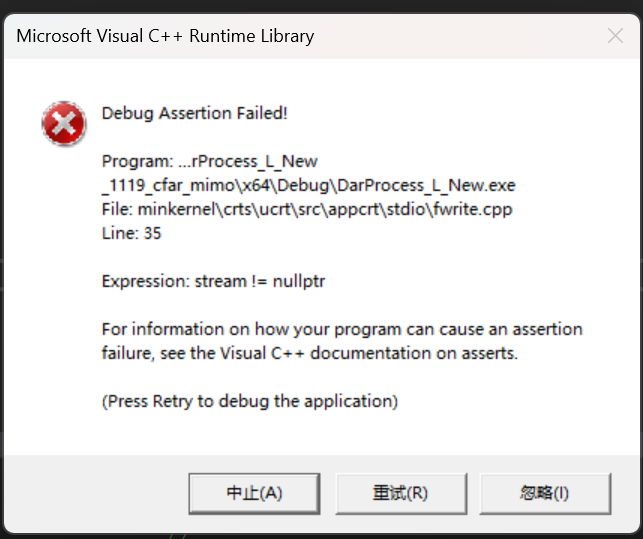 Microsoft Visual C++ Runtime Library
Debug Assertion Failed!
Program: ...rProcess_L_New
_1119_cfar_mimo\x64\Debug\DarProcess_L_New.exe
File: minkernel\crts\ucrt\src\appcrt\stdio\fwrite.cpp
Line: 35
Expression: stream != nullptr
For information on how your program can cause an assertion
failure, see the Visual C++ documentation on asserts.
(Press Retry to debug the application)
中止(A)
重试(R)
忽略(I)